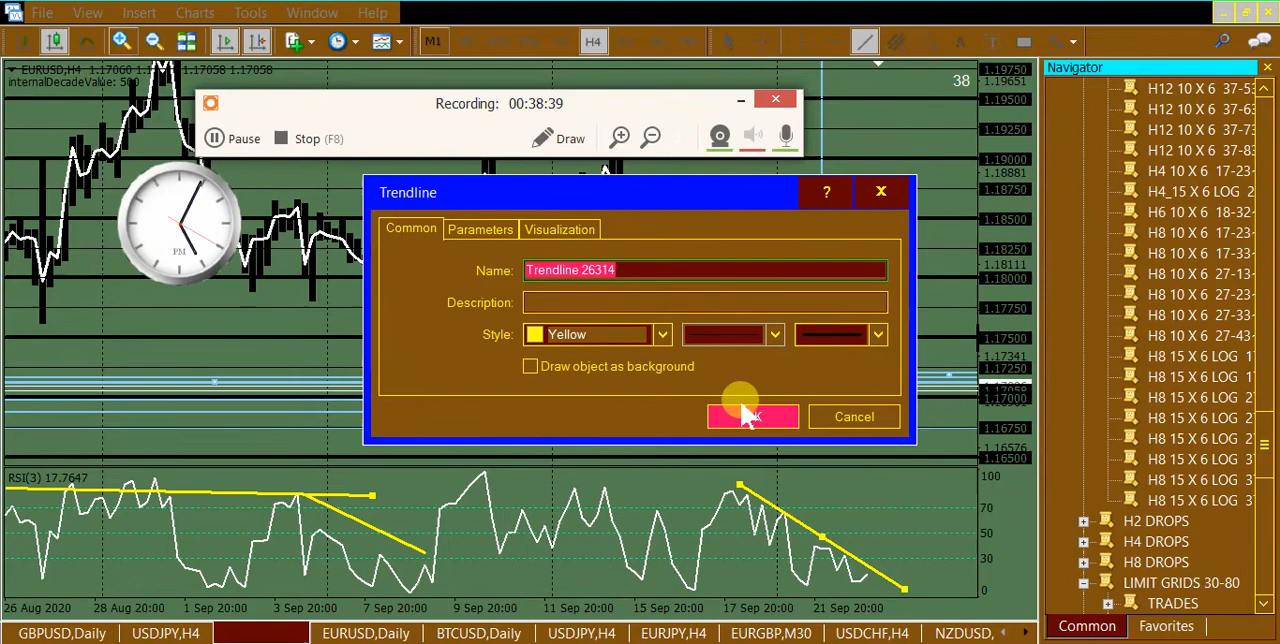 File View Insert Charts Tools Window Help
M1 H4
EURUSD,H4 1.17060 1.17058 1.17058
internalDecadeValue: 500
38
Recording: 00:38:39
Pause Stop (F8) Draw
PM
Trendline
? X
Common Parameters Visualization
Name: Trendline 26314
Description:
Style: Yellow
Draw object as background
Cancel
1.19750
1.19651
1.19500
1.19250
1.19000
1.18881
1.18750
1.18500
1.18250
1.18111
1.18000
1.17750
1.17500
1.17341
1.17250
1.17000
1.16750
1.16576
1.16500
RSI(3) 17.7647
100
70
50
30
0
26 Aug 2020 28 Aug 20:00 1 Sep 20:00 3 Sep 20:00 7 Sep 20:00 9 Sep 20:00 11 Sep 20:00 15 Sep 20:00 17 Sep 20:00 21 Sep 20:00
GBPUSD,Daily USDJPY,H4 EURUSD,Daily BTCUSD,Daily USDJPY,H4 EURJPY,H4 EURGBP,M30 USDCHF,H4 NZDUSD,
Navigator
H12 10 X 6 37-53
H12 10 X 6 37-63
H12 10 X 6 37-73
H12 10 X 6 37-83
H4 10 X 6 17-23
H4_15 X 6 LOG 2
H6 10 X 6 18-32
H8 10 X 6 17-23
H8 10 X 6 17-33
H8 10 X 6 27-13
H8 10 X 6 27-23
H8 10 X 6 27-33
H8 10 X 6 27-43
H8 15 X 6 LOG 1
H8 15 X 6 LOG 1
H8 15 X 6 LOG 2
H8 15 X 6 LOG 2
H8 15 X 6 LOG 2
H8 15 X 6 LOG 3
H8 15 X 6 LOG 3
H8 15 X 6 LOG 3
H2 DROPS
H4 DROPS
H8 DROPS
LIMIT GRIDS 30-80
TRADES
Common Favorites